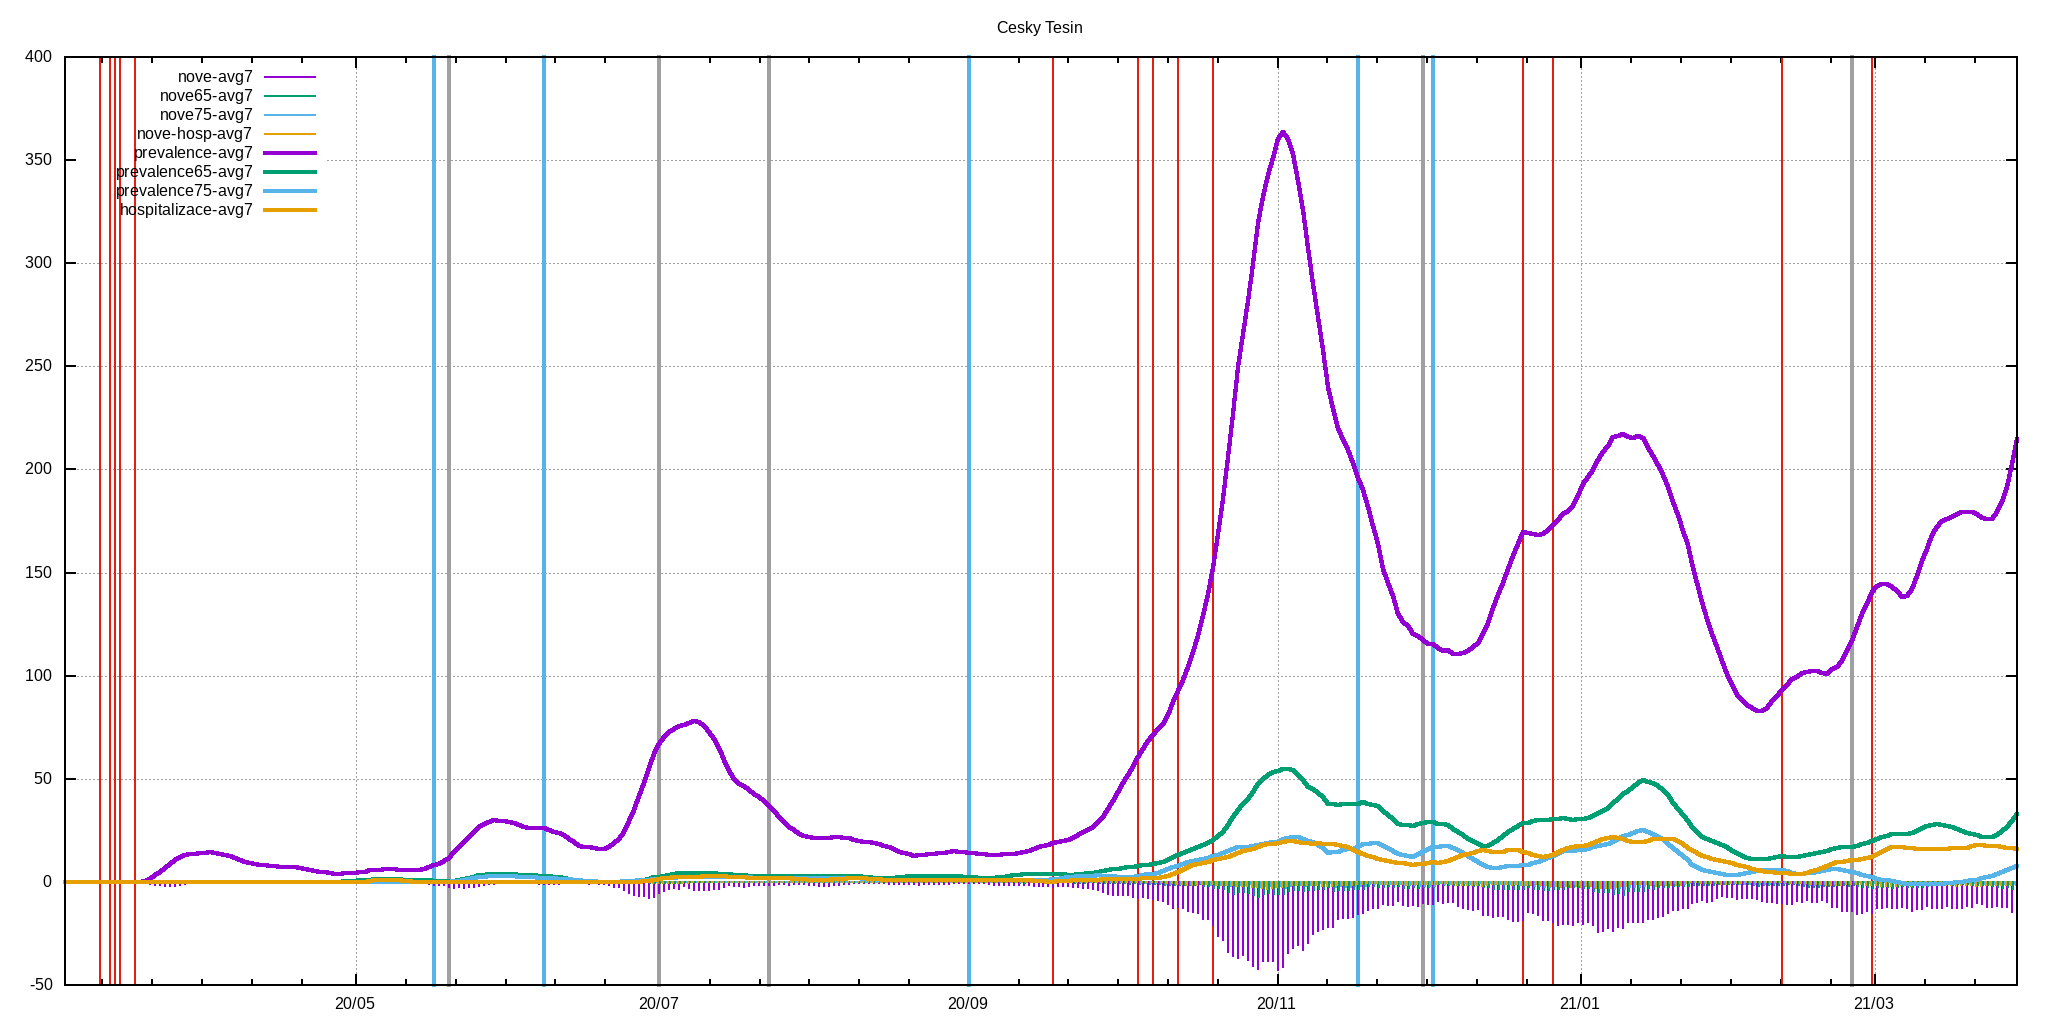 Cesky Tesin
400
350
300
250
200
150
100
50
0
-50
nove-avg7
nove65-avg7
nove75-avg7
nove-hosp-avg7
prevalence-avg7
prevalence65-avg7
prevalence75-avg7
hospitalizace-avg7
20/05
20/07
20/09
20/11
21/01
21/03